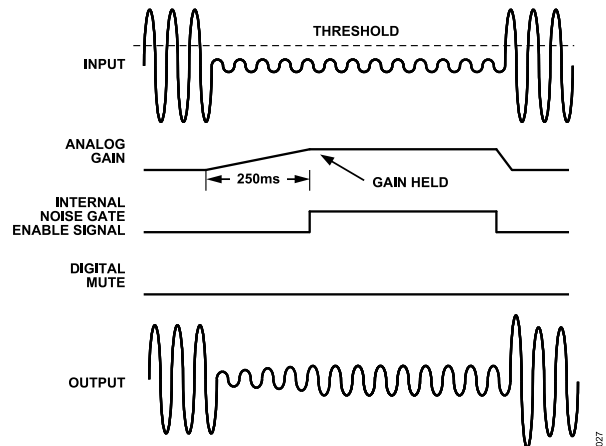 THRESHOLD
INPUT
ANALOG
GAIN
250ms
GAIN HELD
INTERNAL
NOISE GATE
ENABLE SIGNAL
DIGITAL
MUTE
OUTPUT
027